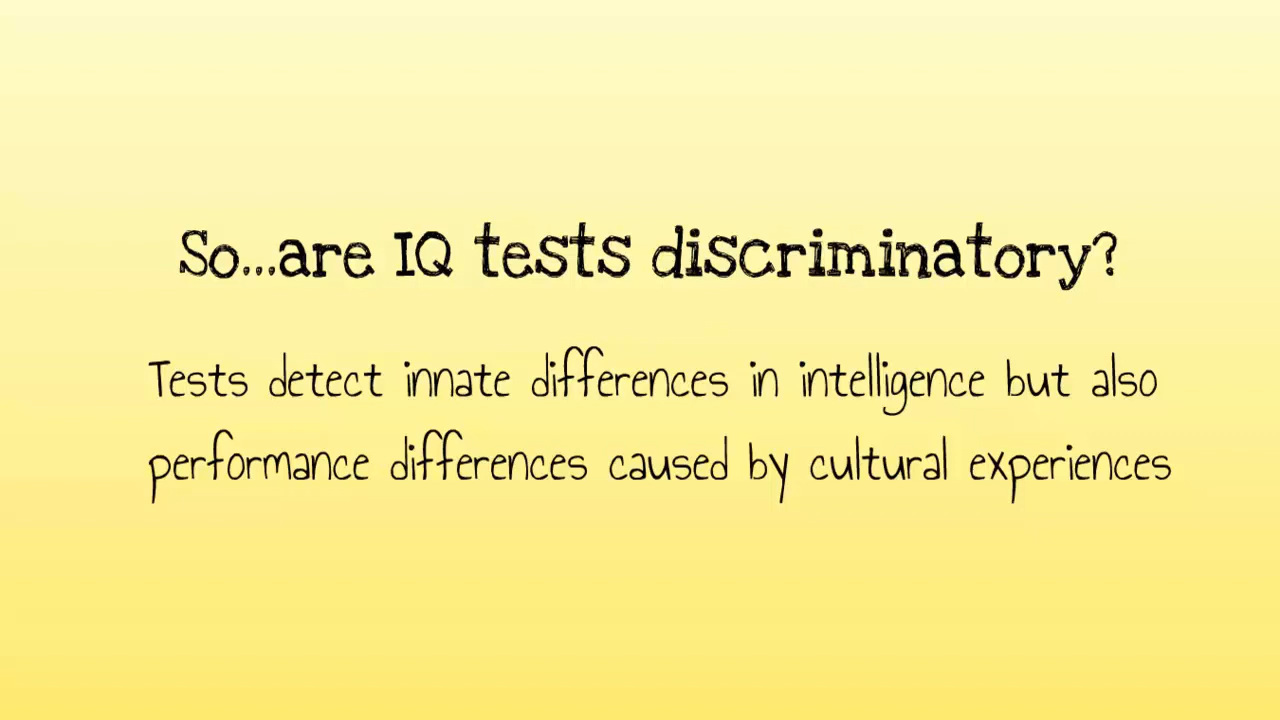 So...are IQ tests discriminatory?
Tests detect innate differences in intelligence but also
performance differences caused by cultural experiences